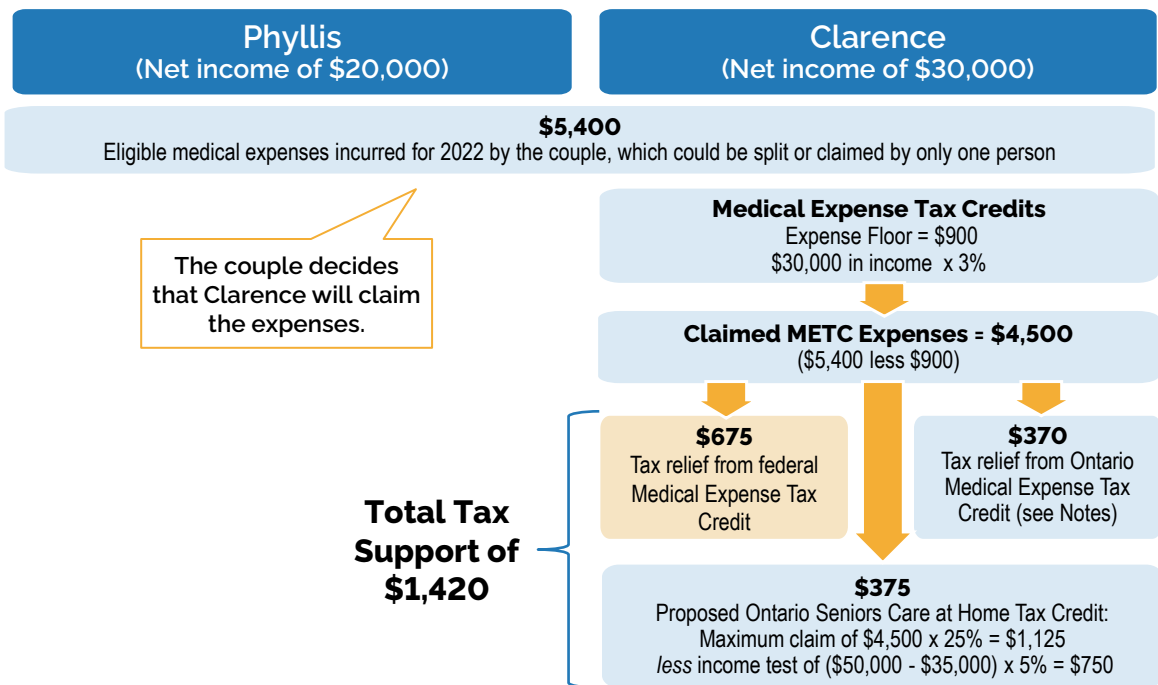 Phyllis
(Net income of $20,000)
Clarence
(Net income of $30,000)
$5,400
Eligible medical expenses incurred for 2022 by the couple, which could be split or claimed by only one person
The couple decides
that Clarence will claim
the expenses.
Medical Expense Tax Credits
Expense Floor = $900
$30,000 in income x 3%
Claimed METC Expenses = $4,500
($5,400 less $900)
Total Tax
Support of
$1,420
$675
Tax relief from federal
Medical Expense Tax
Credit
$370
Tax relief from Ontario
Medical Expense Tax
Credit (see Notes)
$375
Proposed Ontario Seniors Care at Home Tax Credit:
Maximum claim of $4,500 x 25% = $1,125
less income test of ($50,000 - $35,000) x 5% = $750